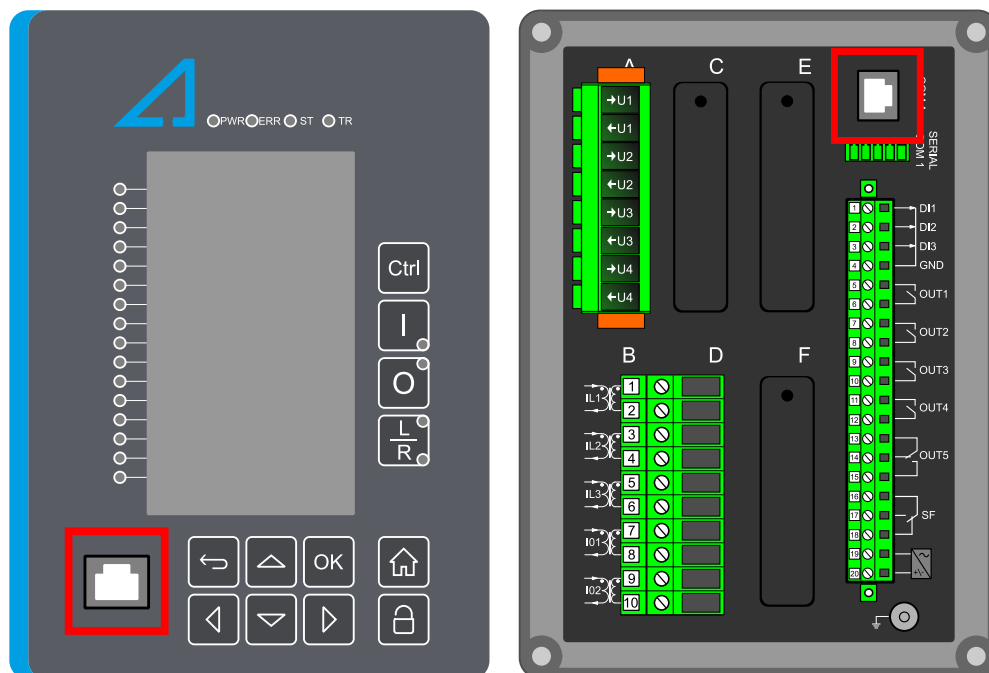 PWR ERR ST TR
Ctrl
I
O
L
R
OK
A C E
→U1
←U1
→U2
←U2
→U3
←U3
→U4
←U4
SERIAL
COM 1
1 DI1
2 DI2
3 DI3
4 GND
5
6
OUT1
7
8
OUT2
9
10
OUT3
11
12
OUT4
13
14
15
OUT5
16
17
18
SF
19
20
~
+/-
B D F
1
2
IL1
3
4
IL2
5
6
IL3
7
8
I01
9
10
I02